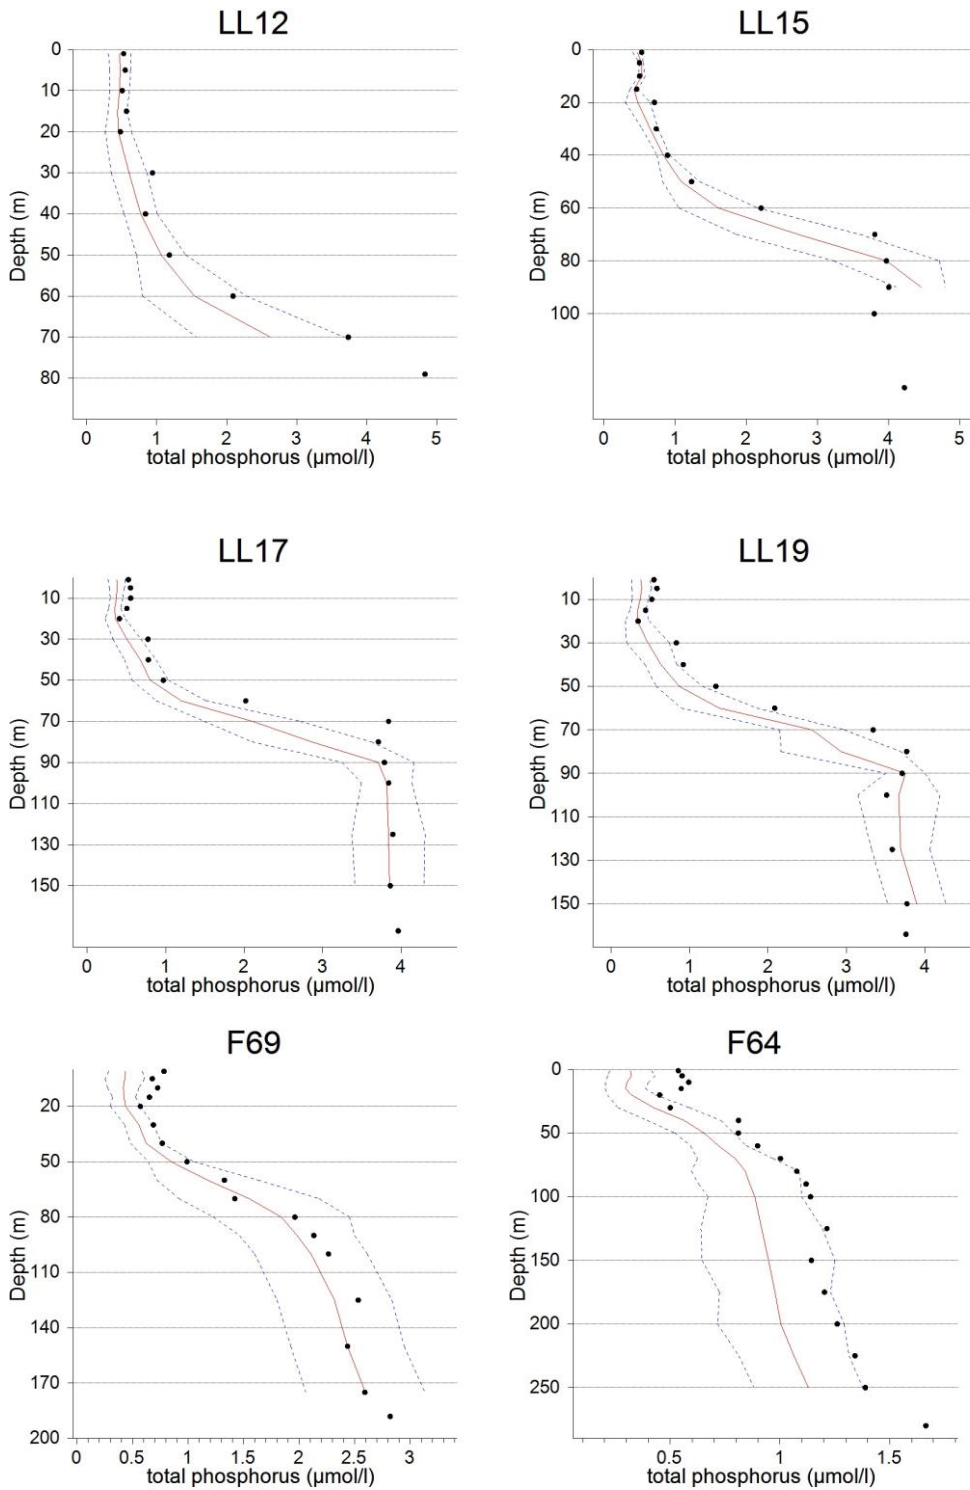 LL12
0
10
20
30
40
50
60
70
80
Depth (m)
0 1 2 3 4 5
total phosphorus (µmol/l)
LL15
0
20
40
60
80
100
Depth (m)
0 1 2 3 4 5
total phosphorus (µmol/l)
LL17
10
30
50
70
90
110
130
150
Depth (m)
0 1 2 3 4
total phosphorus (µmol/l)
LL19
10
30
50
70
90
110
130
150
Depth (m)
0 1 2 3 4
total phosphorus (µmol/l)
F69
20
50
80
110
140
170
200
Depth (m)
0 0.5 1 1.5 2 2.5 3
total phosphorus (µmol/l)
F64
0
50
100
150
200
250
Depth (m)
0.5 1 1.5
total phosphorus (µmol/l)